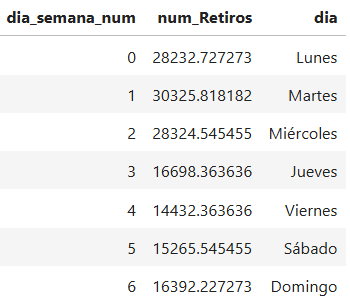 dia_semana_num num_Retiros dia
0 28232.727273 Lunes
1 30325.818182 Martes
2 28324.545455 Miércoles
3 16698.363636 Jueves
4 14432.363636 Viernes
5 15265.545455 Sábado
6 16392.227273 Domingo